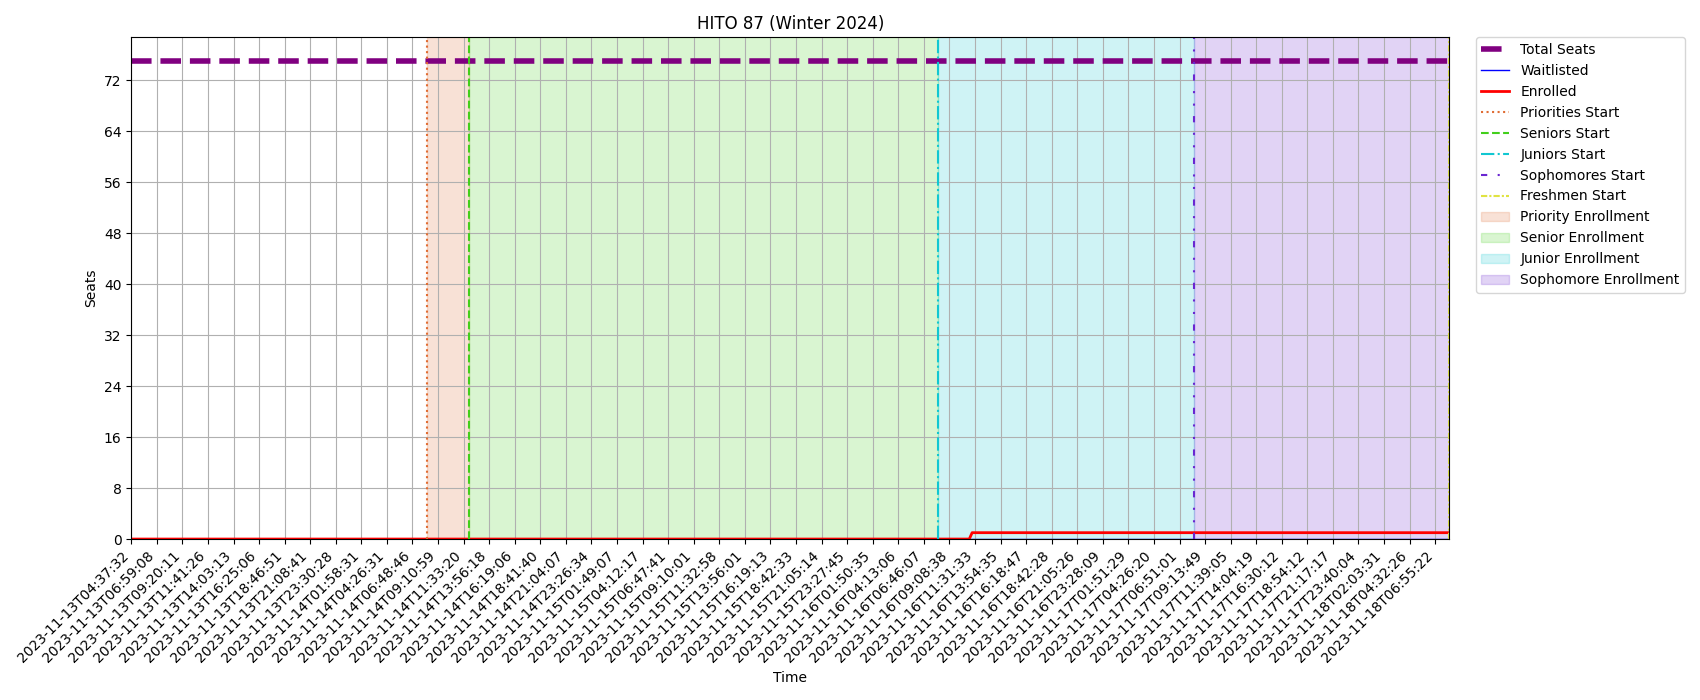 HITO 87 (Winter 2024)
Total Seats
Waitlisted
Enrolled
Priorities Start
Seniors Start
Juniors Start
Sophomores Start
Freshmen Start
Priority Enrollment
Senior Enrollment
Junior Enrollment
Sophomore Enrollment
Seats
72
64
56
48
40
32
24
16
8
0
2023-11-13T04:37:32
2023-11-13T06:59:08
2023-11-13T09:20:11
2023-11-13T11:41:26
2023-11-13T14:03:13
2023-11-13T16:25:06
2023-11-13T18:46:51
2023-11-13T21:08:41
2023-11-13T23:30:28
2023-11-14T01:58:31
2023-11-14T04:26:31
2023-11-14T06:48:46
2023-11-14T09:10:59
2023-11-14T11:33:20
2023-11-14T13:56:18
2023-11-14T16:19:06
2023-11-14T18:41:40
2023-11-14T21:04:07
2023-11-14T23:26:34
2023-11-15T01:49:07
2023-11-15T04:12:17
2023-11-15T06:47:41
2023-11-15T09:10:01
2023-11-15T11:32:58
2023-11-15T13:56:01
2023-11-15T16:19:13
2023-11-15T18:42:33
2023-11-15T21:05:14
2023-11-15T23:27:45
2023-11-16T01:50:35
2023-11-16T04:13:06
2023-11-16T06:46:07
2023-11-16T09:08:38
2023-11-16T11:31:33
2023-11-16T13:54:35
2023-11-16T16:18:47
2023-11-16T18:42:28
2023-11-16T21:05:26
2023-11-16T23:28:09
2023-11-17T01:51:29
2023-11-17T04:26:20
2023-11-17T06:51:01
2023-11-17T09:13:49
2023-11-17T11:39:05
2023-11-17T14:04:19
2023-11-17T16:30:12
2023-11-17T18:54:12
2023-11-17T21:17:17
2023-11-17T23:40:04
2023-11-18T02:03:31
2023-11-18T04:32:26
2023-11-18T06:55:22
Time